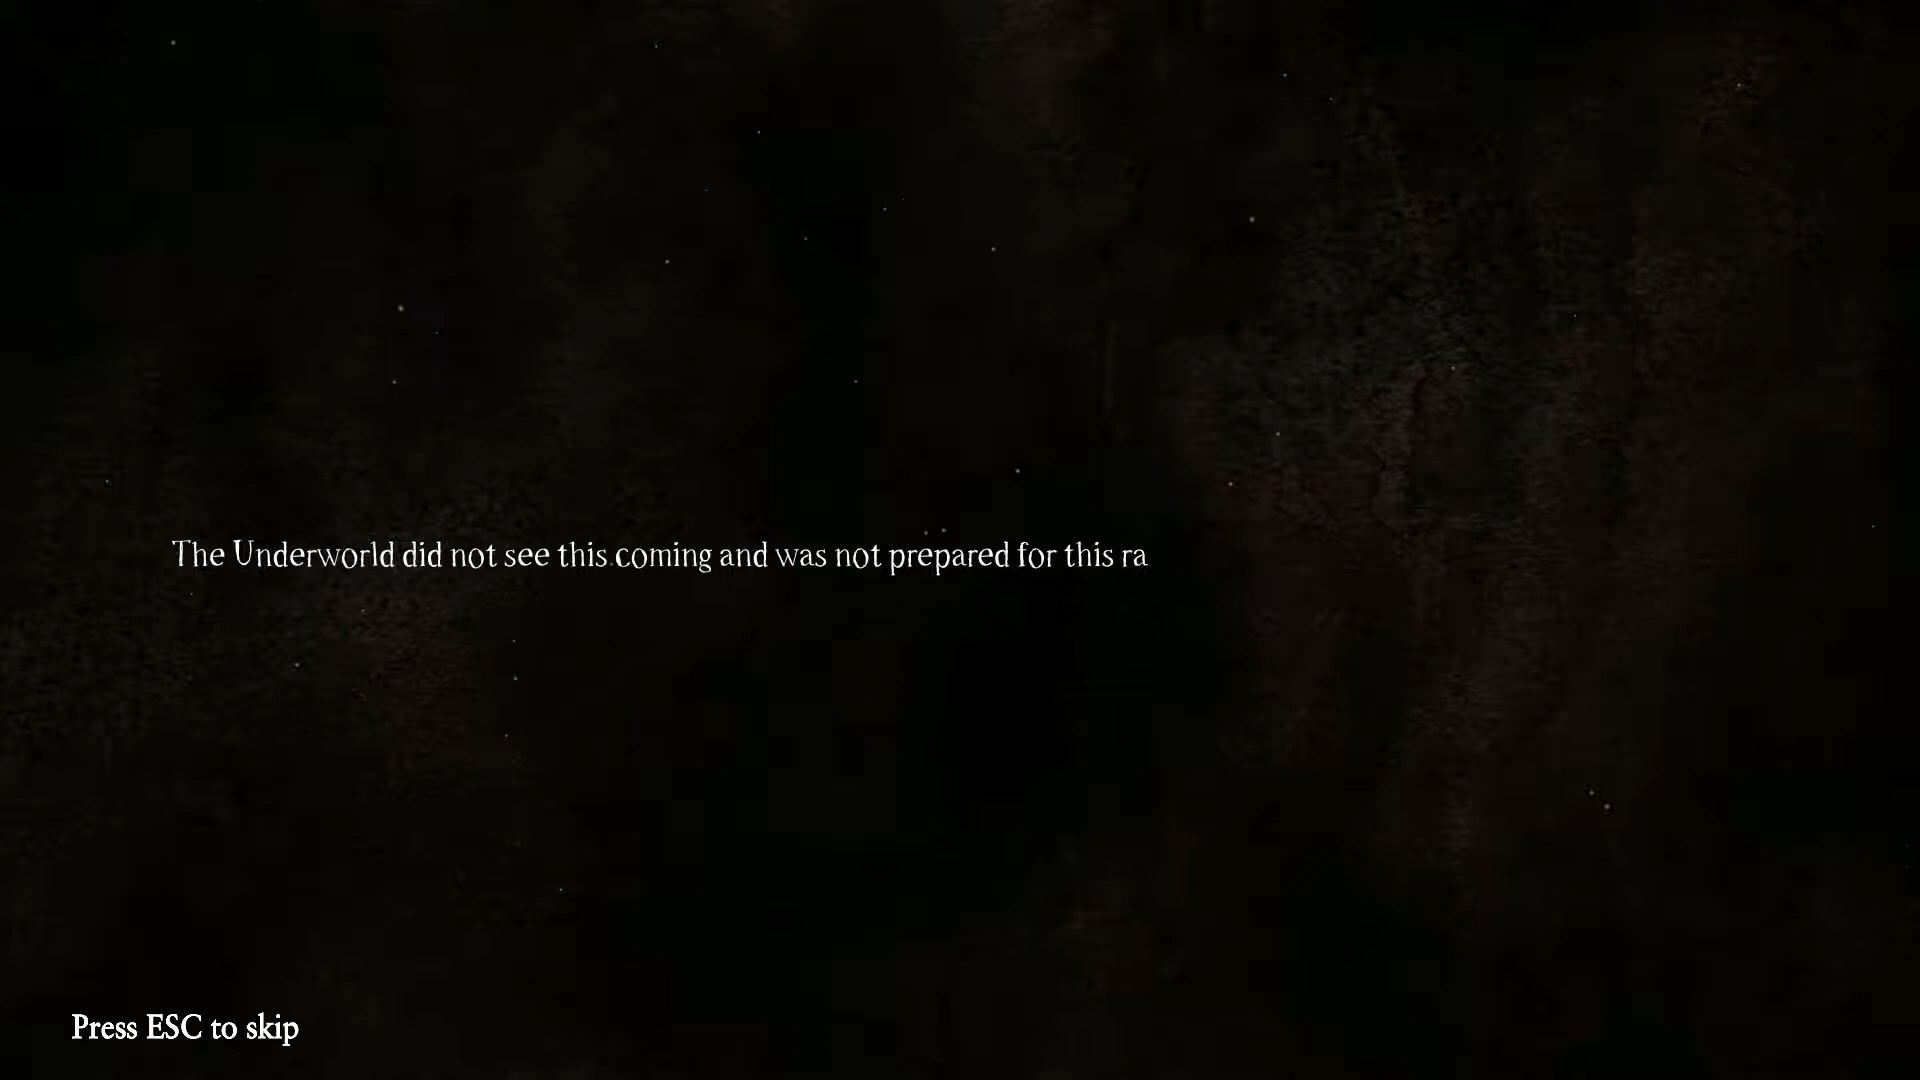 The Underworld did not see this coming and was not prepared for this ra
Press ESC to skip